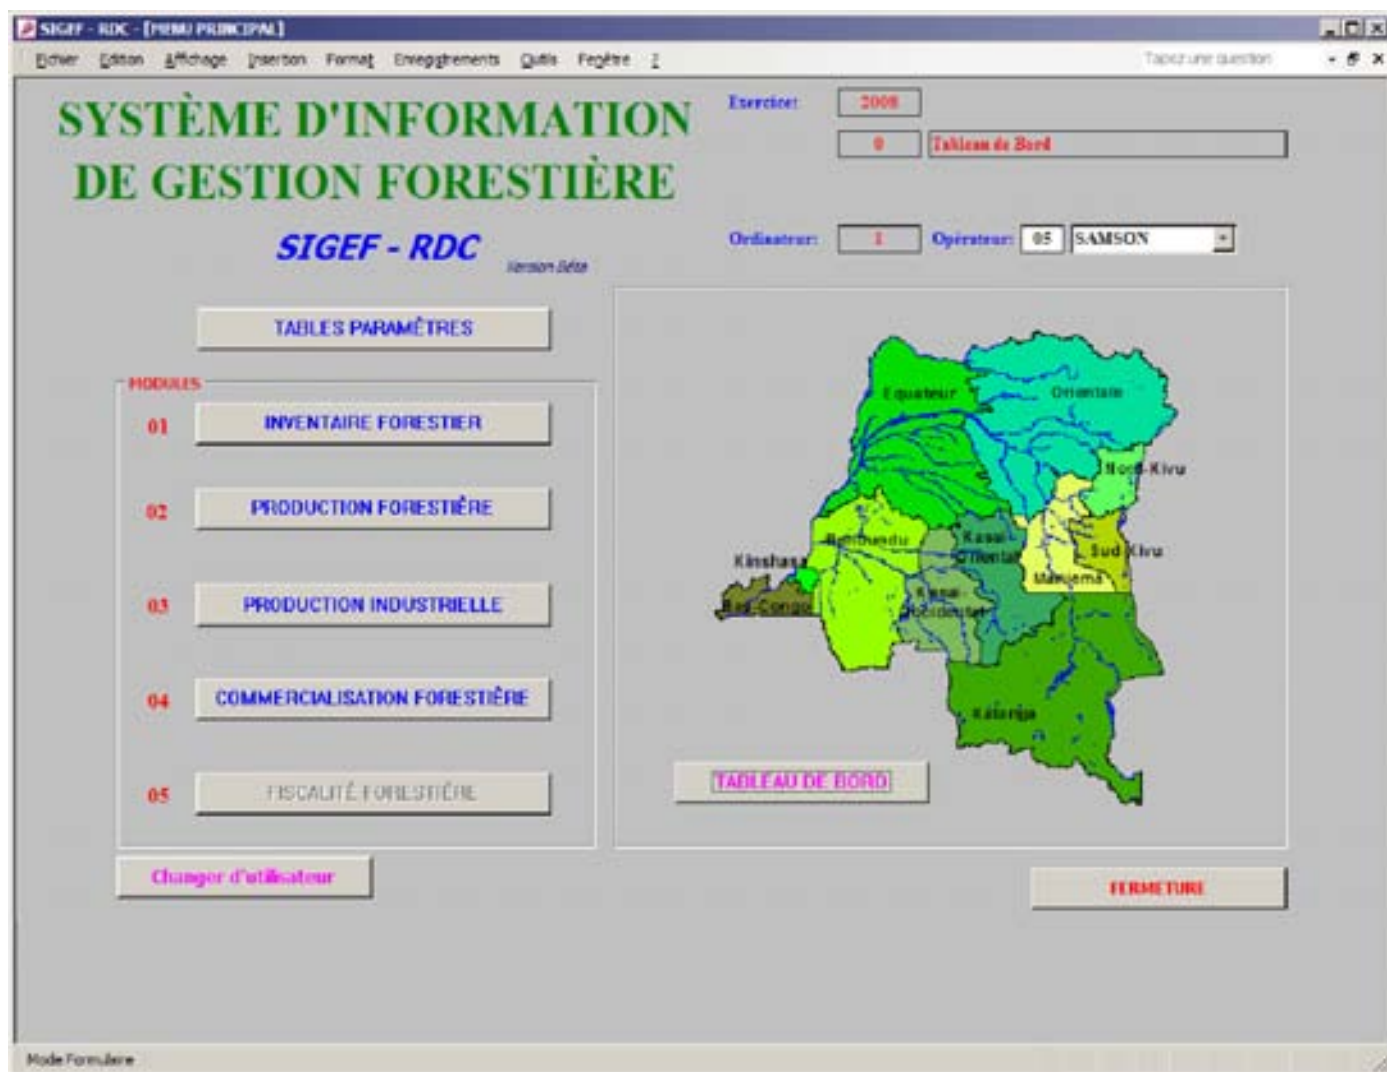 SIGEF - RDC - [MENU PRINCIPAL]
Fichier Edition Affichage Insertion Format Enregistrements Outils Fenêtre ?
Tapez une question
SYSTÈME D'INFORMATION
DE GESTION FORESTIÈRE
SIGEF - RDC
Version Béta
Exercice: 2008
0 Tableau de Bord
Ordinateur: 1 Opérateur: 05 SAMSON
TABLES PARAMÈTRES
MODULES
01 INVENTAIRE FORESTIER
02 PRODUCTION FORESTIÈRE
03 PRODUCTION INDUSTRIELLE
04 COMMERCIALISATION FORESTIÈRE
05 FISCALITÉ FORESTIÈRE
Changer d'utilisateur
Equateur
Orientale
Nord-Kivu
Bandundu
Kasai-
Oriental
Sud-Kivu
Kinshasa
Maniema
Bas-Congo
Kasai-
Occidental
Katanga
TABLEAU DE BORD
FERMETURE
Mode Formulaire